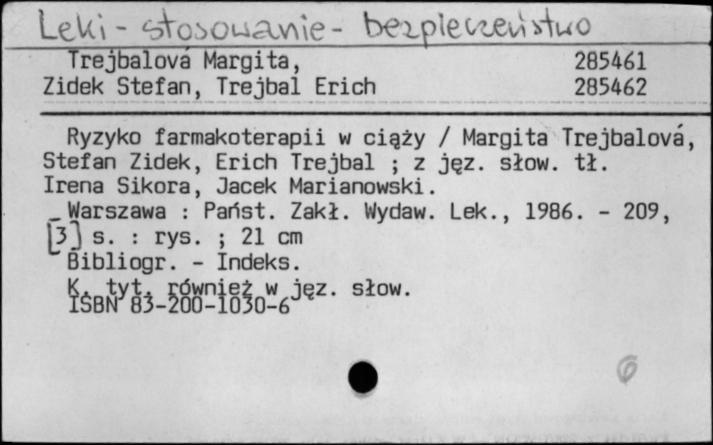 Leki - stosowanie - bezpieczeństwo
Trejbalová Margita, 285461
Zidek Stefan, Trejbal Erich 285462
Ryzyko farmakoterapii w ciąży / Margita Trejbalová,
Stefan Zidek, Erich Trejbal ; z jęz. słow. tł.
Irena Sikora, Jacek Marianowski.
Warszawa : Państ. Zakł. Wydaw. Lek., 1986. - 209,
[3] s. : rys. ; 21 cm
Bibliogr. - Indeks.
K. tyt. również w jęz. słow.
ISBN 83-200-1030-6
6